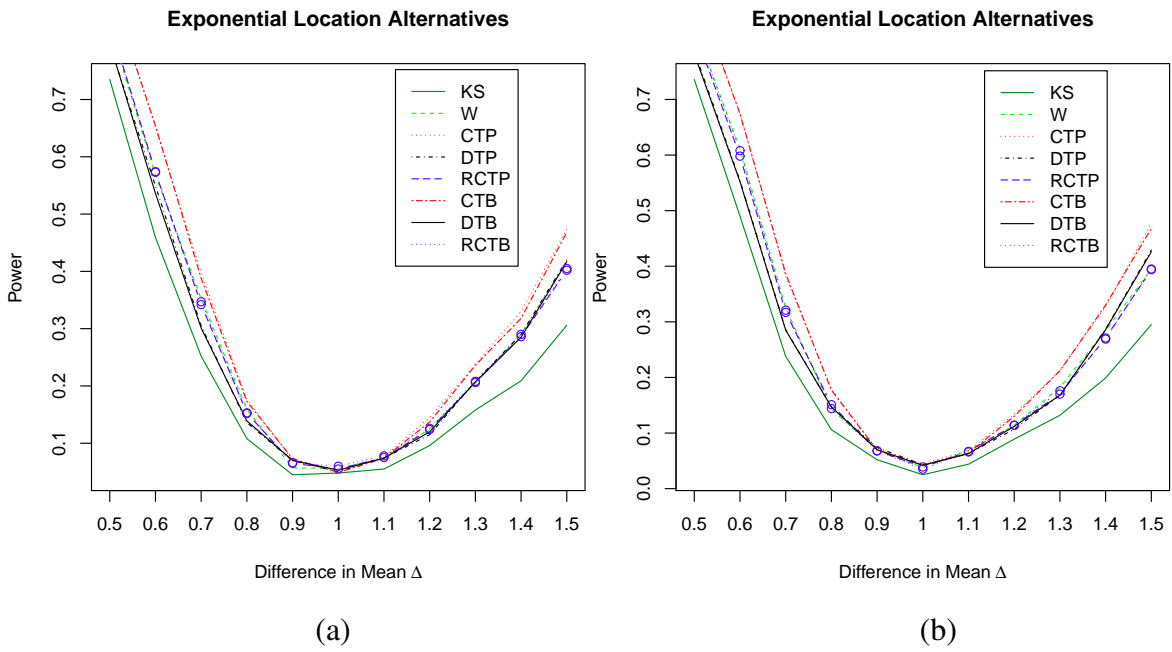 Exponential Location Alternatives
Power
0.1 0.2 0.3 0.4 0.5 0.6 0.7
KS
W
CTP
DTP
RCTP
CTB
DTB
RCTB
0.5 0.6 0.7 0.8 0.9 1 1.1 1.2 1.3 1.4 1.5
Difference in Mean Δ
(a)
Exponential Location Alternatives
Power
0.0 0.1 0.2 0.3 0.4 0.5 0.6 0.7
KS
W
CTP
DTP
RCTP
CTB
DTB
RCTB
0.5 0.6 0.7 0.8 0.9 1 1.1 1.2 1.3 1.4 1.5
Difference in Mean Δ
(b)